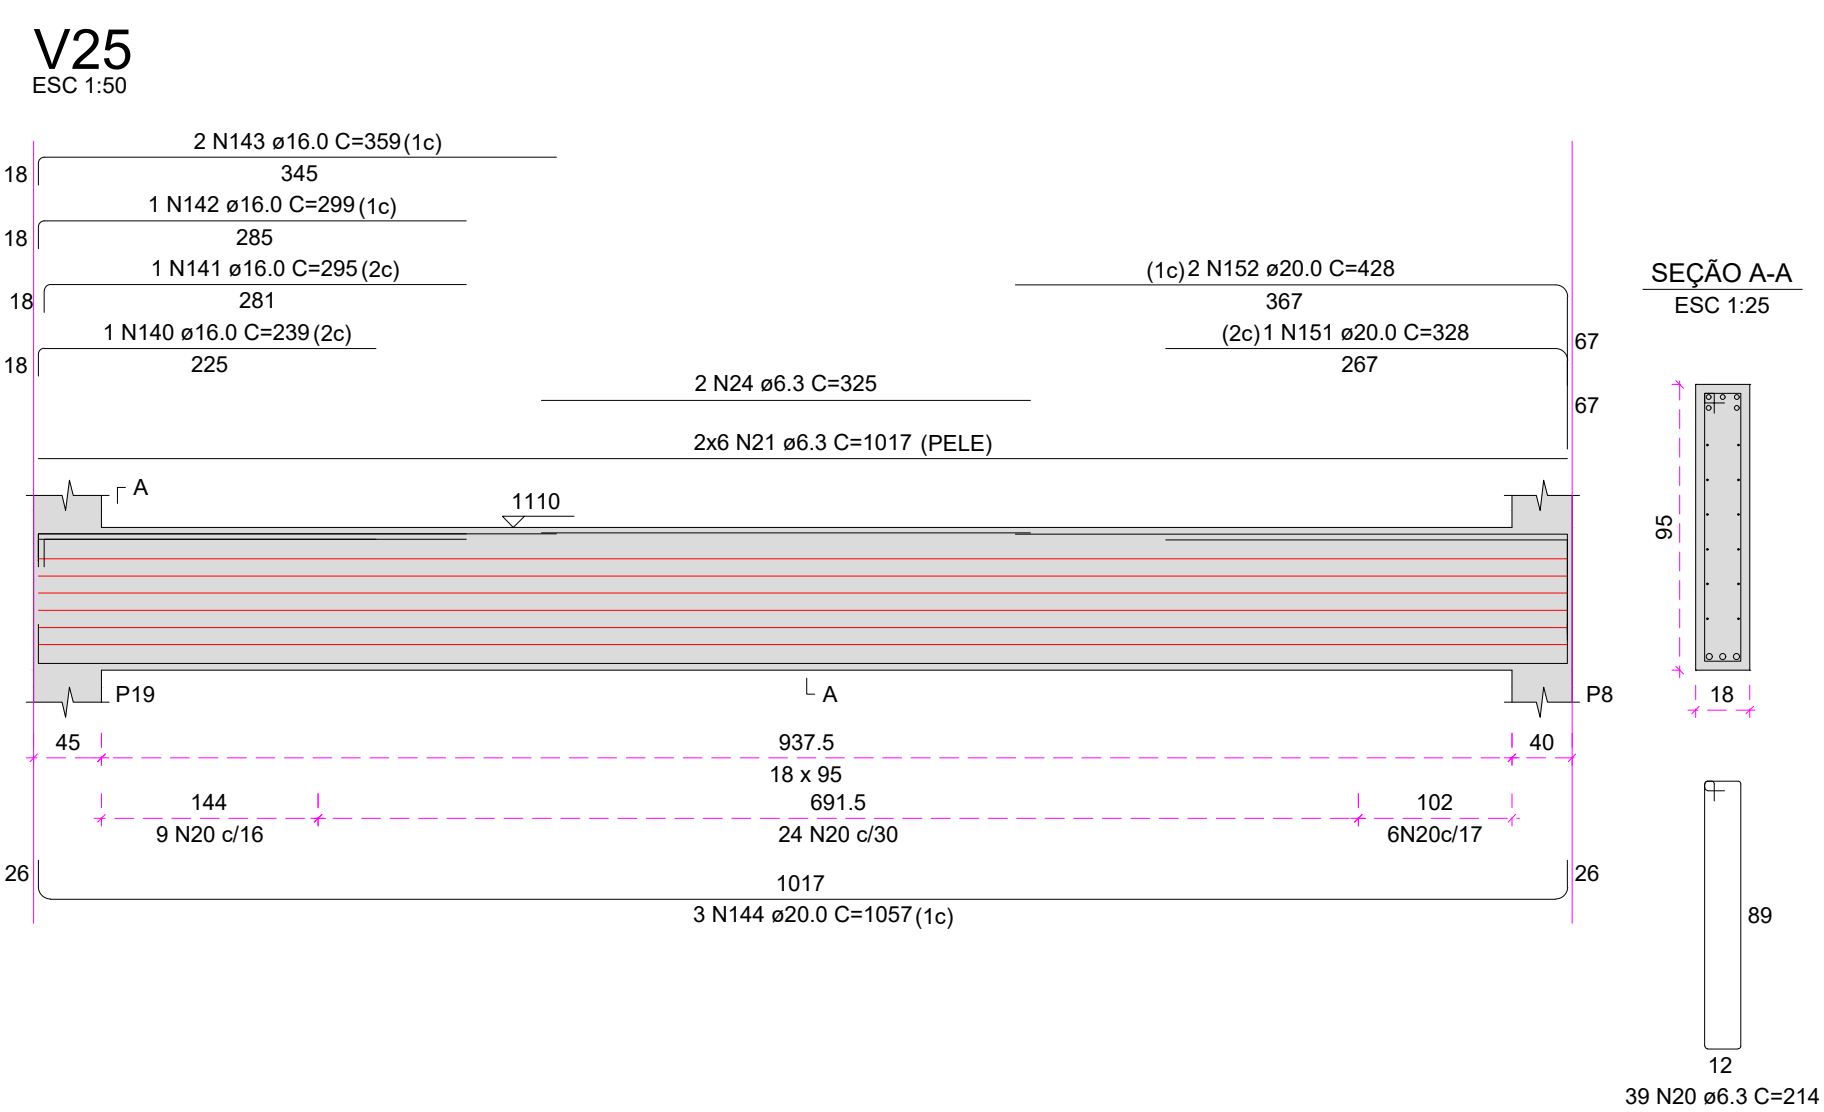 V25
ESC 1:50
2 N143 ø16.0 C=359(1c)
18
345
1 N142 ø16.0 C=299(1c)
18
285
1 N141 ø16.0 C=295(2c)
(1c)2 N152 ø20.0 C=428
18
281
367
1 N140 ø16.0 C=239(2c)
(2c)1 N151 ø20.0 C=328
67
18
225
267
2 N24 ø6.3 C=325
67
2x6 N21 ø6.3 C=1017 (PELE)
A
1110
P19
A
P8
45
937.5
40
18 x 95
144
691.5
102
9 N20 c/16
24 N20 c/30
6N20c/17
26
1017
26
3 N144 ø20.0 C=1057(1c)
SEÇÃO A-A
ESC 1:25
95
18
89
12
39 N20 ø6.3 C=214